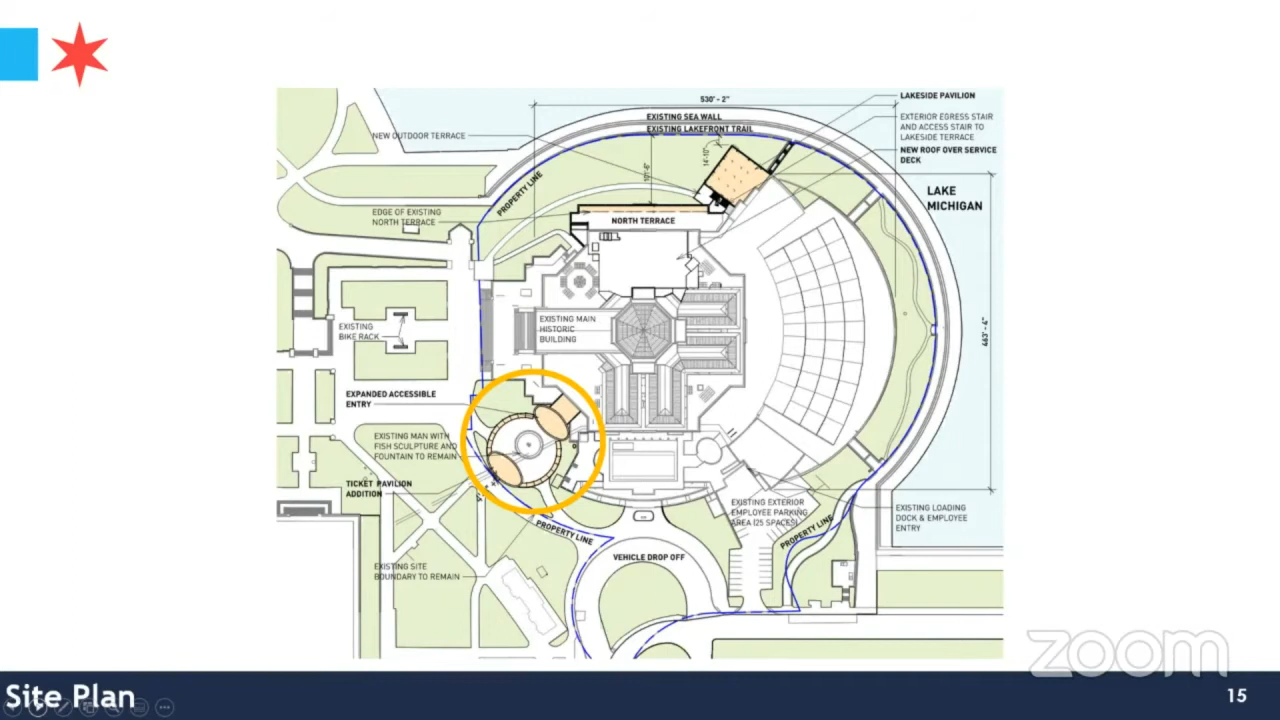 530' - 2"
LAKESIDE PAVILION
EXISTING SEA WALL
EXTERIOR EGRESS STAIR
AND ACCESS STAIR TO
LAKESIDE TERRACE
EXISTING LAKEFRONT TRAIL
NEW OUTDOOR TERRACE
NEW ROOF OVER SERVICE
DECK
PROPERTY LINE
LAKE
MICHIGAN
EDGE OF EXISTING
NORTH TERRACE
NORTH TERRACE
EXISTING MAIN
HISTORIC
BUILDING
EXISTING
BIKE RACK
463' - 4"
EXPANDED ACCESSIBLE
ENTRY
EXISTING MAN WITH
FISH SCULPTURE AND
FOUNTAIN TO REMAIN
TICKET PAVILION
ADDITION
EXISTING EXTERIOR
EMPLOYEE PARKING
AREA (25 SPACES)
EXISTING LOADING
DOCK & EMPLOYEE
ENTRY
PROPERTY LINE
PROPERTY LINE
VEHICLE DROP OFF
EXISTING SITE
BOUNDARY TO REMAIN
zoom
Site Plan
15